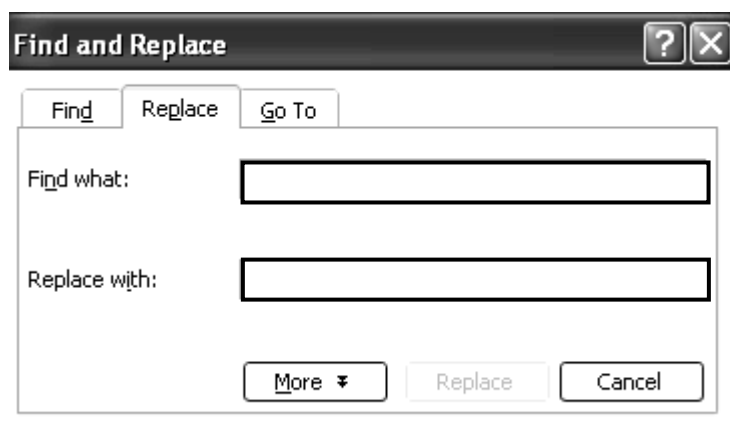 Find and Replace ? X
Find Replace Go To
Find what:
Replace with:
More Replace Cancel